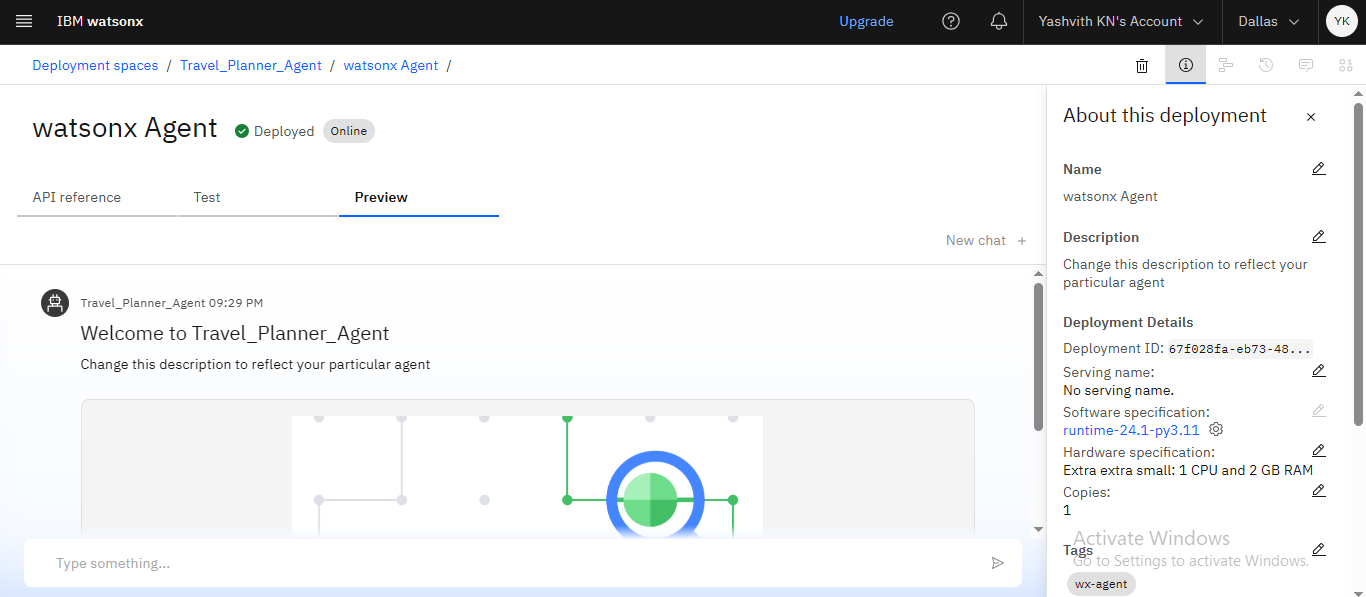 IBM watsonx
Upgrade
Yashvith KN's Account
Dallas
YK
Deployment spaces / Travel_Planner_Agent / watsonx Agent /
watsonx Agent
Deployed
Online
API reference
Test
Preview
New chat +
Travel_Planner_Agent 09:29 PM
Welcome to Travel_Planner_Agent
Change this description to reflect your particular agent
Type something...
About this deployment
Name
watsonx Agent
Description
Change this description to reflect your
particular agent
Deployment Details
Deployment ID: 67f028fa-eb73-48...
Serving name:
No serving name.
Software specification:
runtime-24.1-py3.11
Hardware specification:
Extra extra small: 1 CPU and 2 GB RAM
Copies:
1
Activate Windows
Tags
Go to Settings to activate Windows.
wx-agent